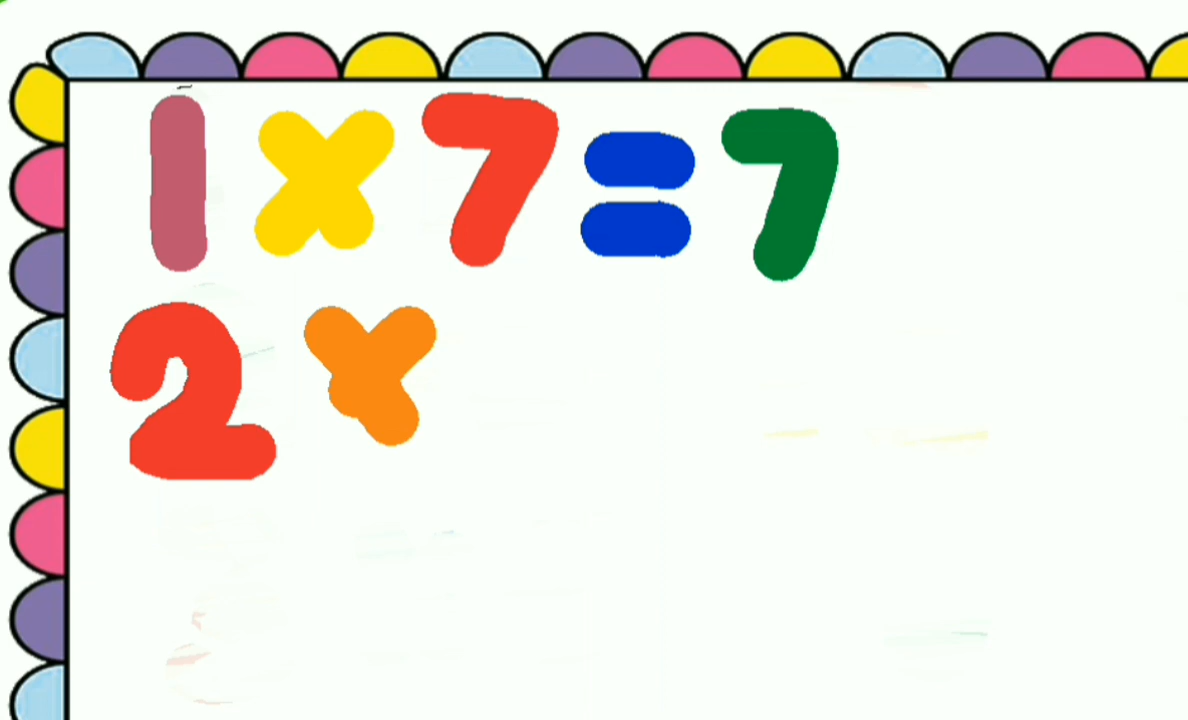 1 x 7 = 7
2 x